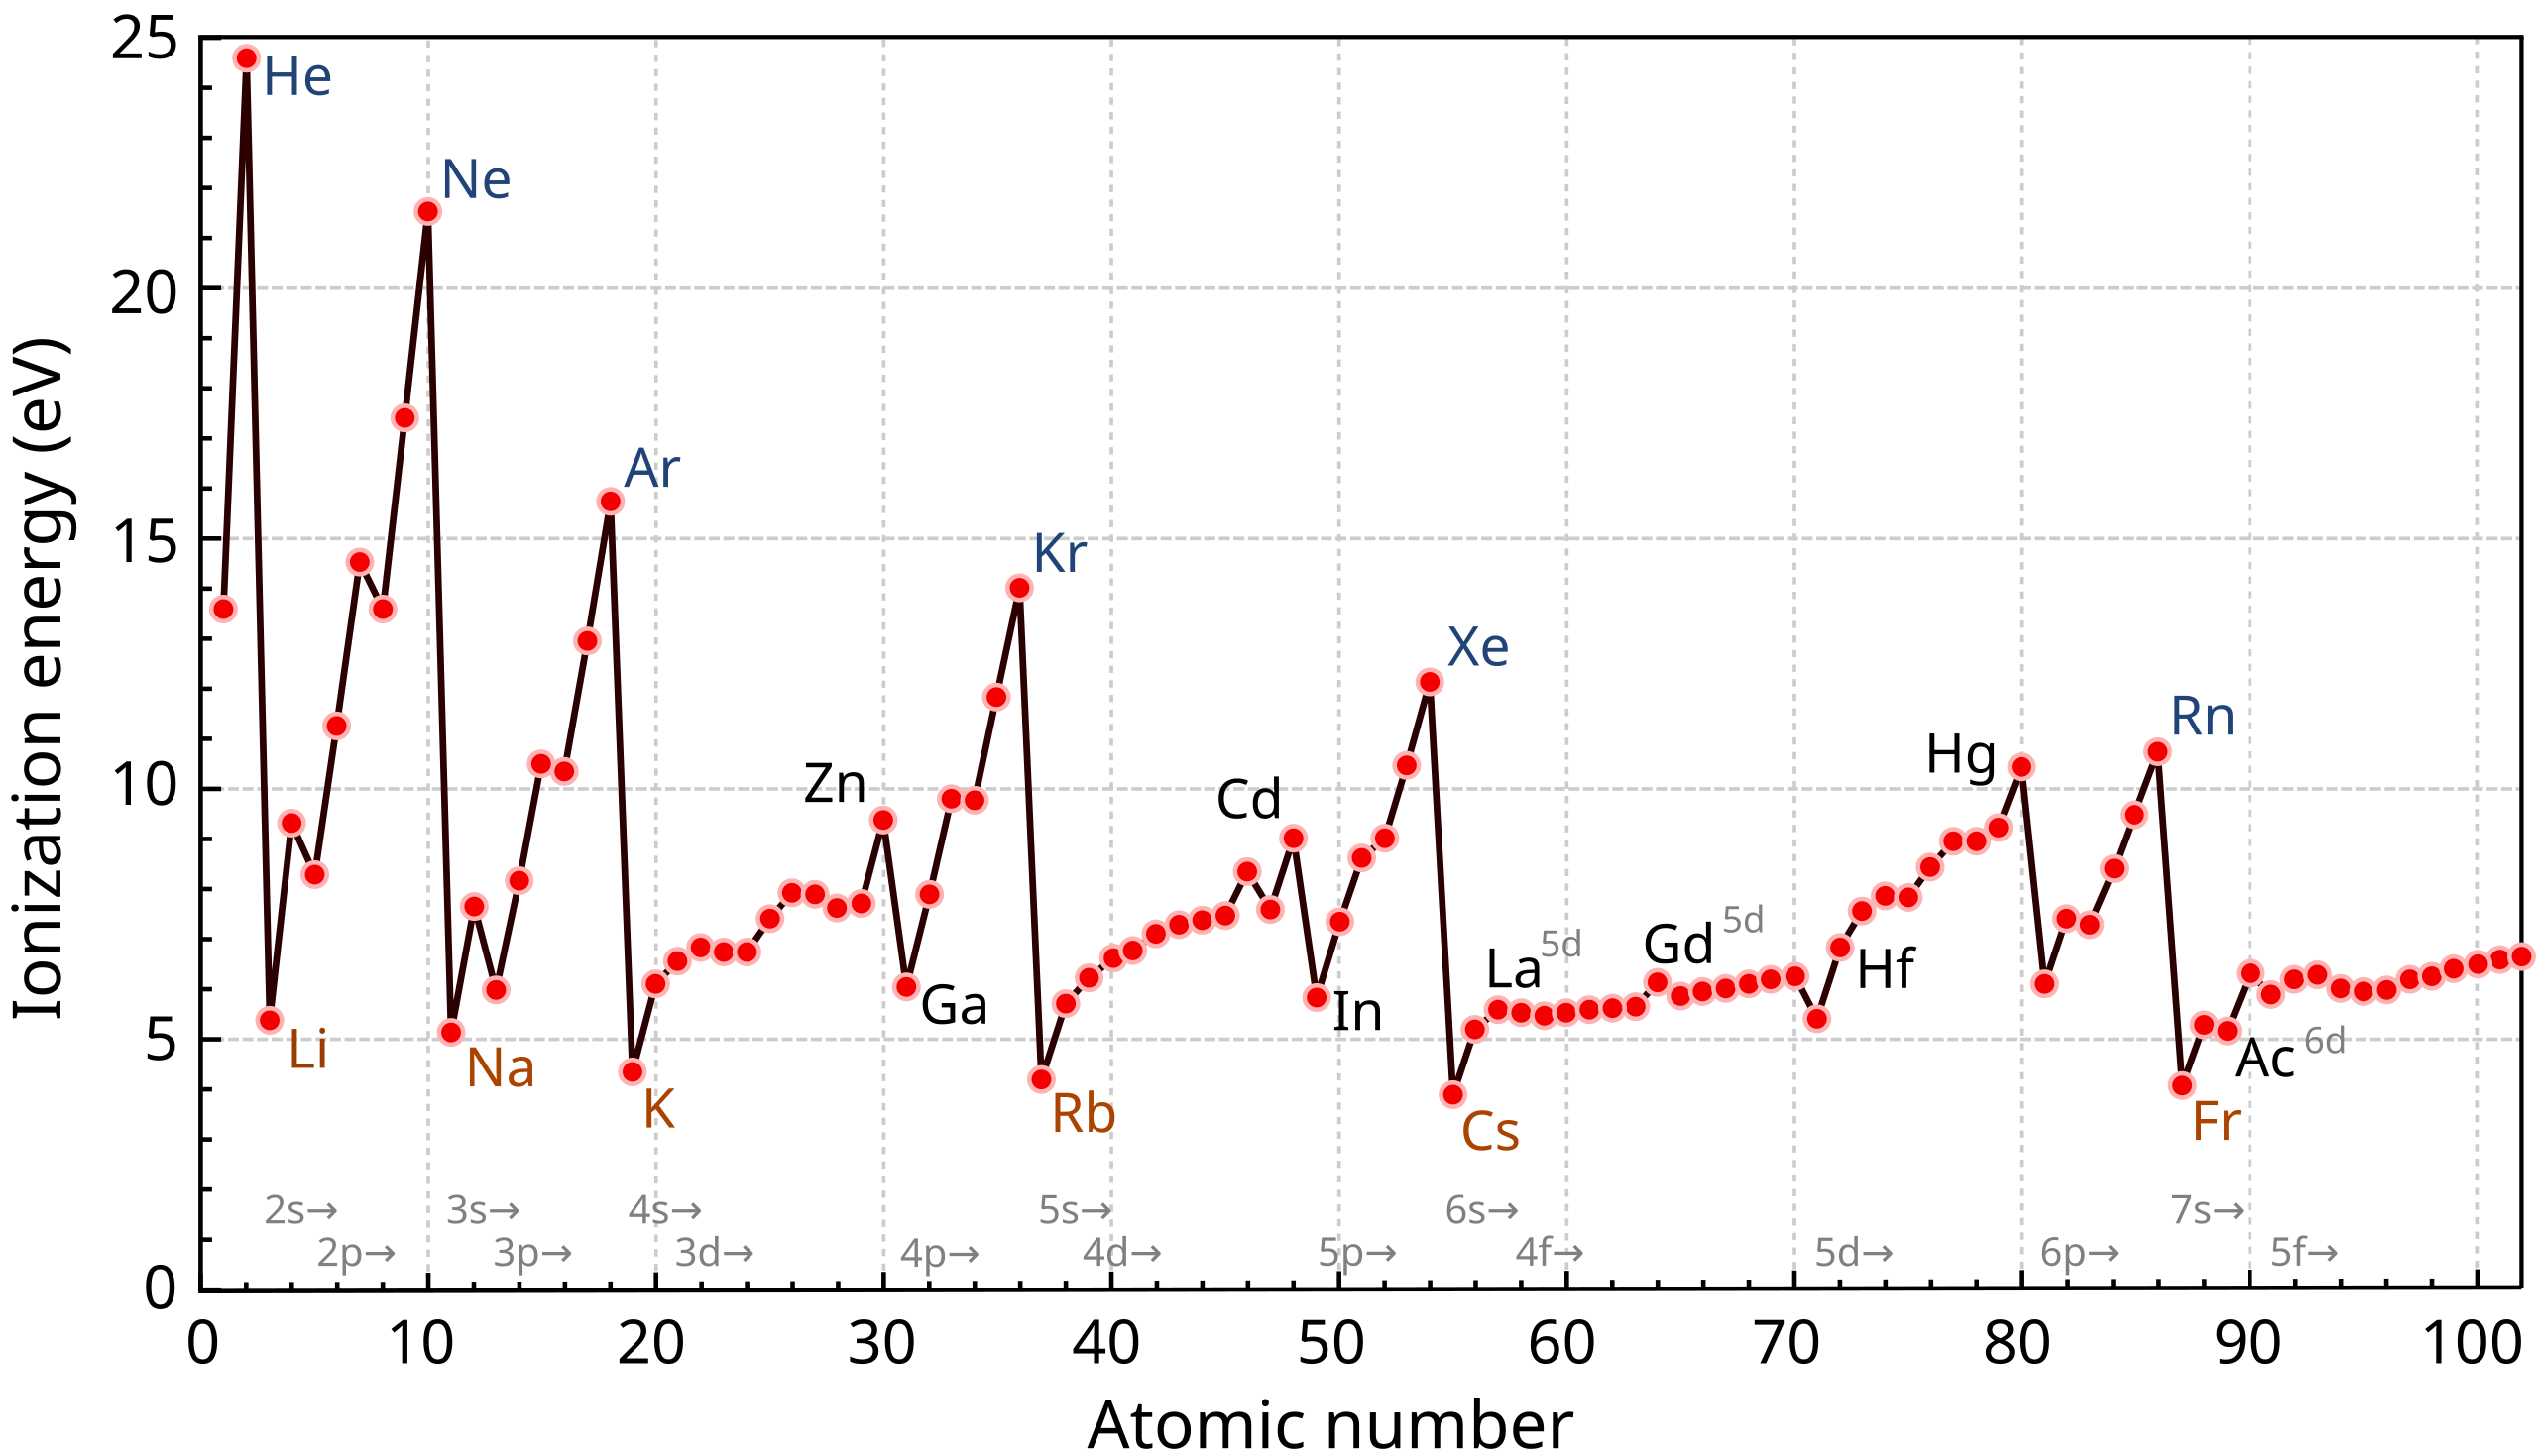 Ionization energy (eV)
25
20
15
10
5
0
He
Ne
Ar
Kr
Xe
Rn
Hg
Zn
Cd
Li
Na
K
Ga
Rb
In
Cs
La 5d
Gd 5d
Hf
Fr
Ac 6d
2s→ 3s→ 4s→ 5s→ 6s→ 7s→
2p→ 3p→ 3d→ 4p→ 4d→ 5p→ 4f→ 5d→ 6p→ 5f→
0 10 20 30 40 50 60 70 80 90 100
Atomic number